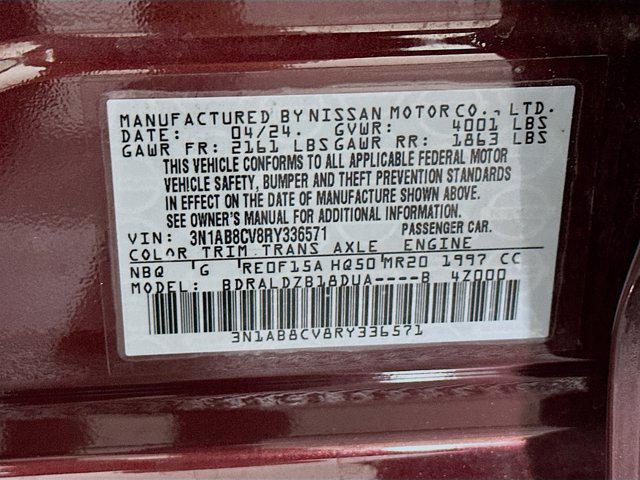 MANUFACTURED BY NISSAN MOTOR CO., LTD.
DATE: 04/24. GVWR: 4001 LBS
GAWR FR: 2161 LBS GAWR RR: 1863 LBS
THIS VEHICLE CONFORMS TO ALL APPLICABLE FEDERAL MOTOR
VEHICLE SAFETY, BUMPER AND THEFT PREVENTION STANDARDS
IN EFFECT ON THE DATE OF MANUFACTURE SHOWN ABOVE.
SEE OWNER'S MANUAL FOR ADDITIONAL INFORMATION.
VIN: 3N1AB8CV8RY336571 PASSENGER CAR.
COLOR TRIM TRANS AXLE ENGINE
NBQ G RE0F15A HQ50 MR20 1997 CC
MODEL: BDRALDZB18DUA----B 4Z000
3N1AB8CV8RY336571